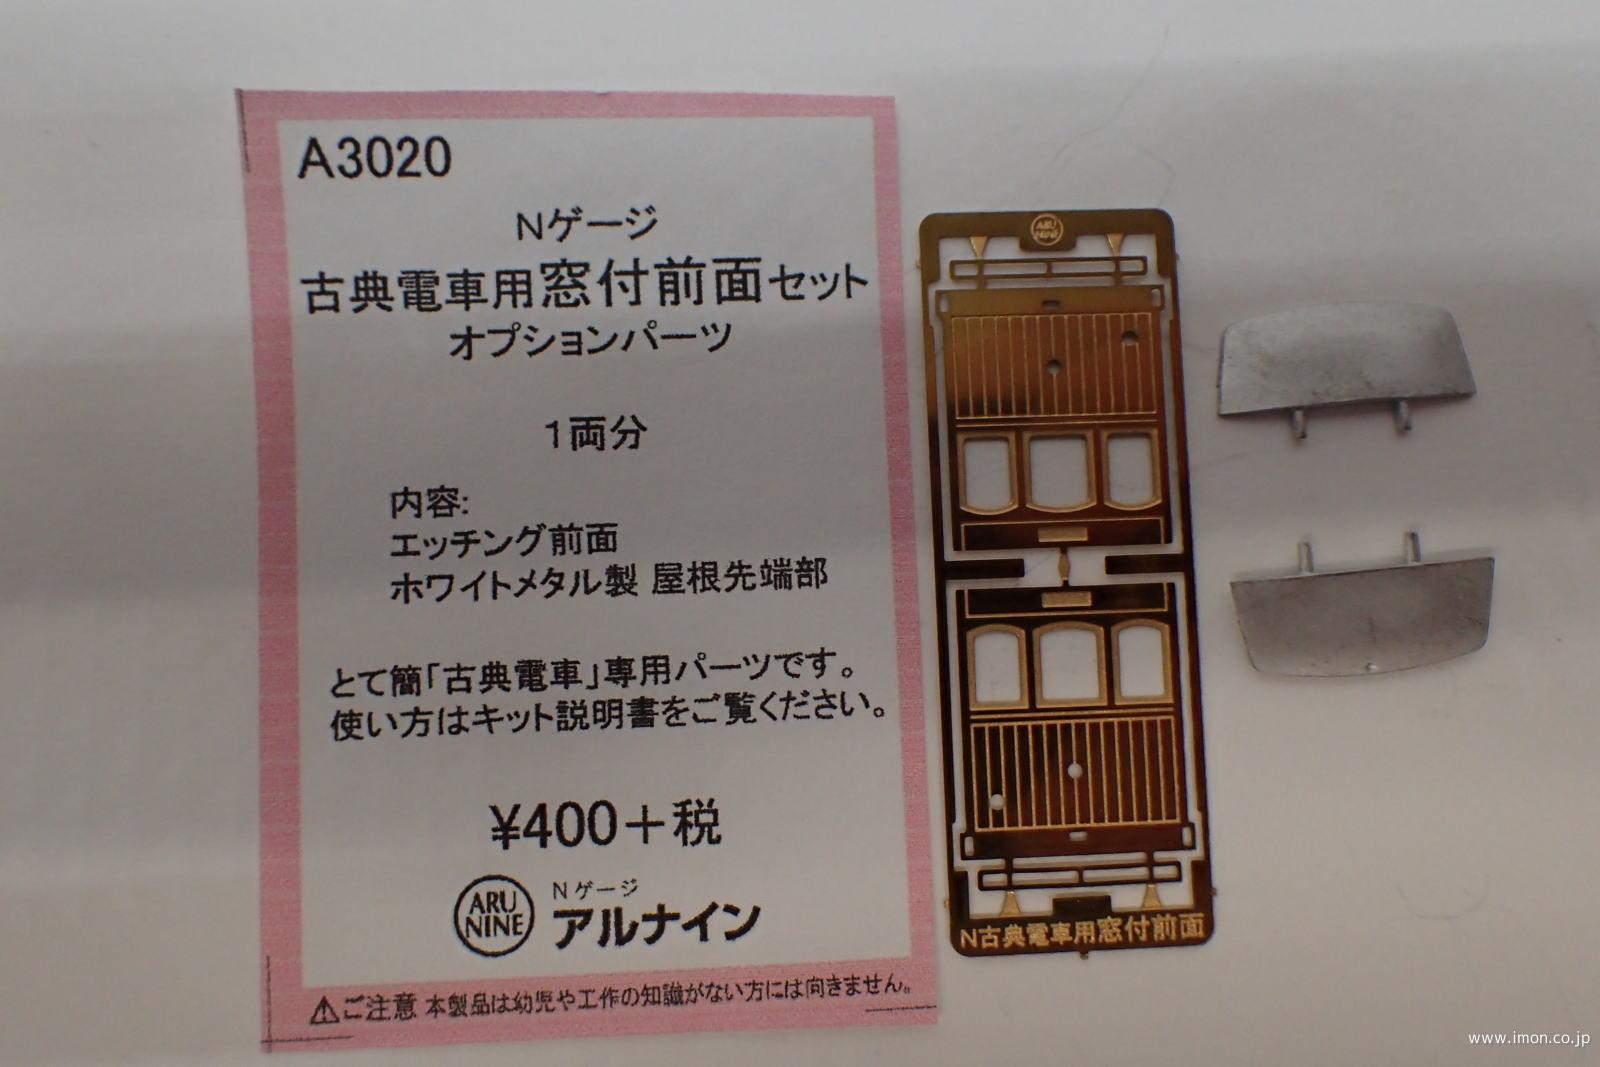 A3020
Nゲージ
古典電車用窓付前面セット
オプションパーツ
1両分
内容:
エッチング前面
ホワイトメタル製 屋根先端部
とて簡「古典電車」専用パーツです。
使い方はキット説明書をご覧ください。
¥400＋税
ARU
NINE
Nゲージ
アルナイン
⚠ご注意 本製品は幼児や工作の知識がない方には向きません。
ARU
NINE
N古典電車用窓付前面
www.imon.co.jp